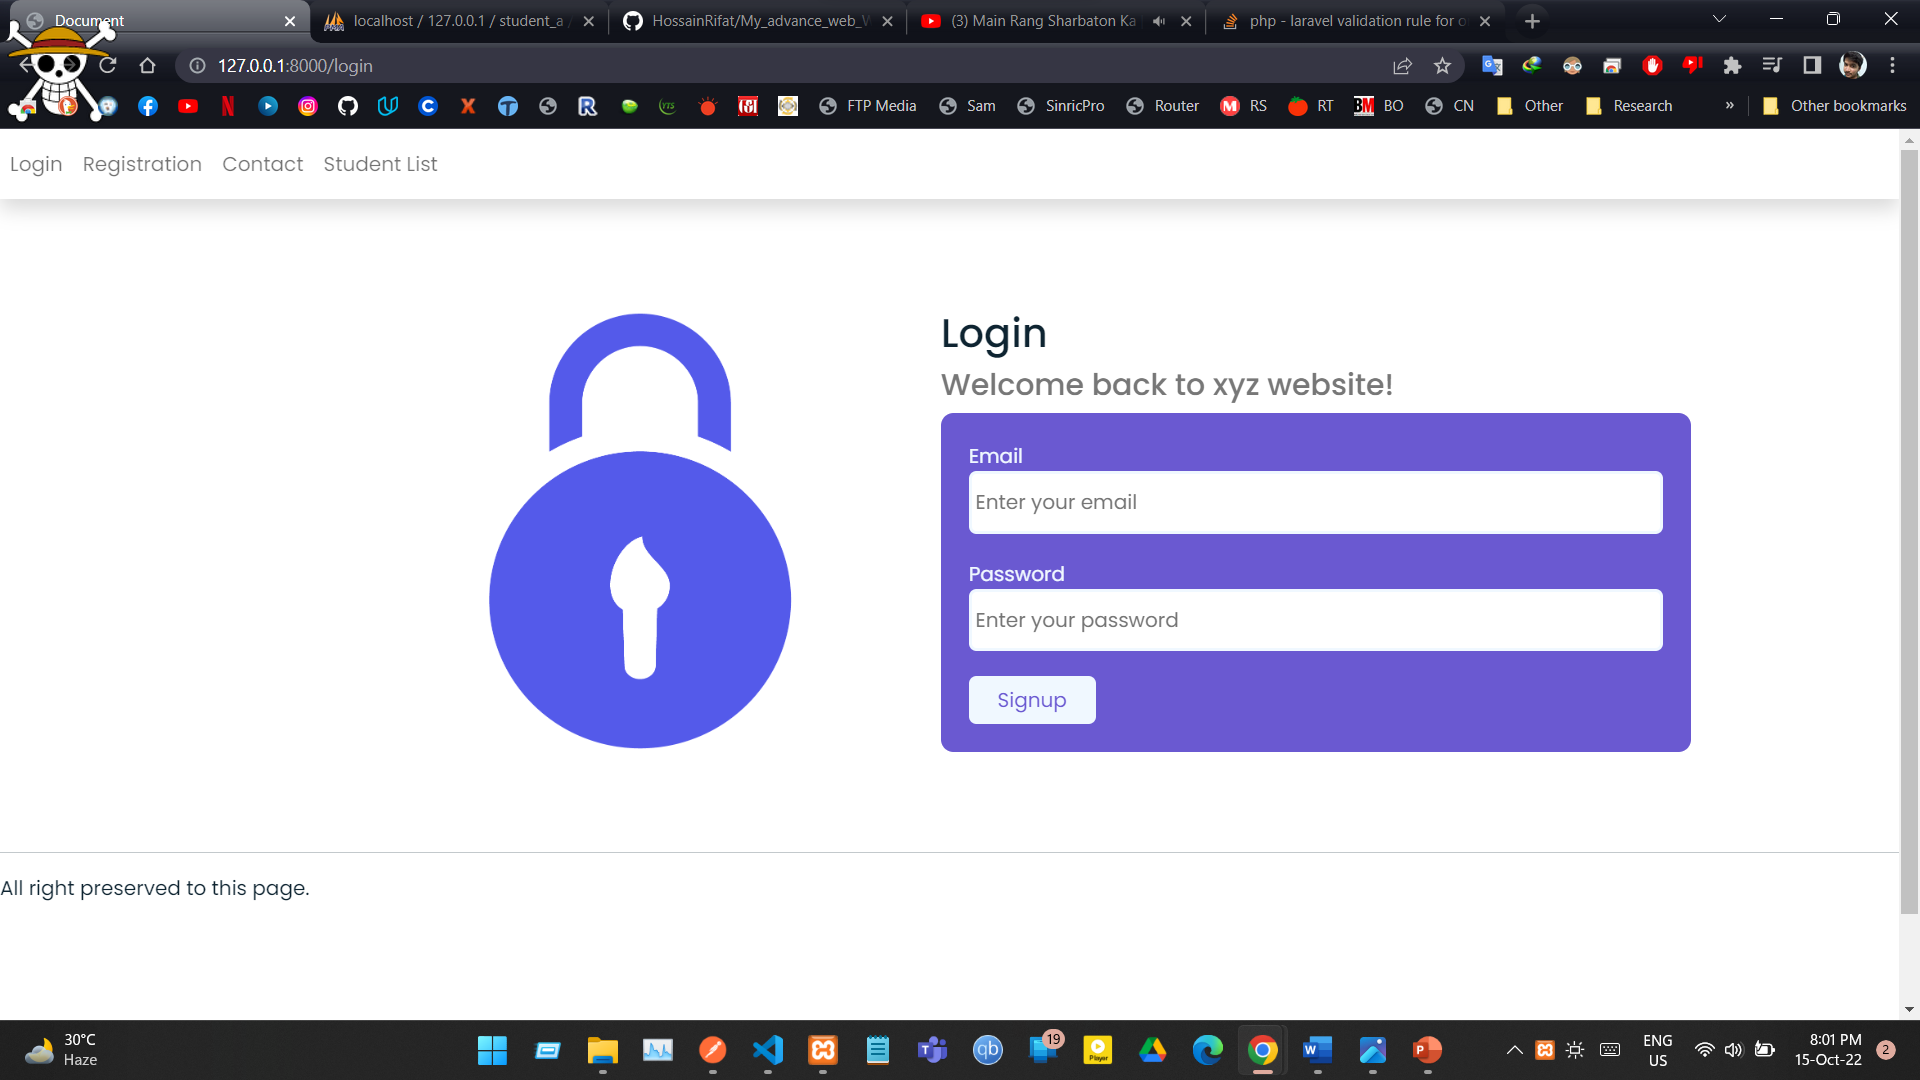 Document
localhost / 127.0.0.1 / student_a
HossainRifat/My_advance_web_W
(3) Main Rang Sharbaton Ka
php - laravel validation rule for o
127.0.0.1:8000/login
FTP Media
Sam
SinricPro
Router
RS
RT
BO
CN
Other
Research
»
Other bookmarks
Login
Registration
Contact
Student List
Login
Welcome back to xyz website!
Email
Enter your email
Password
Enter your password
Signup
All right preserved to this page.
30°C
Haze
19
ENG
US
8:01 PM
15-Oct-22
2